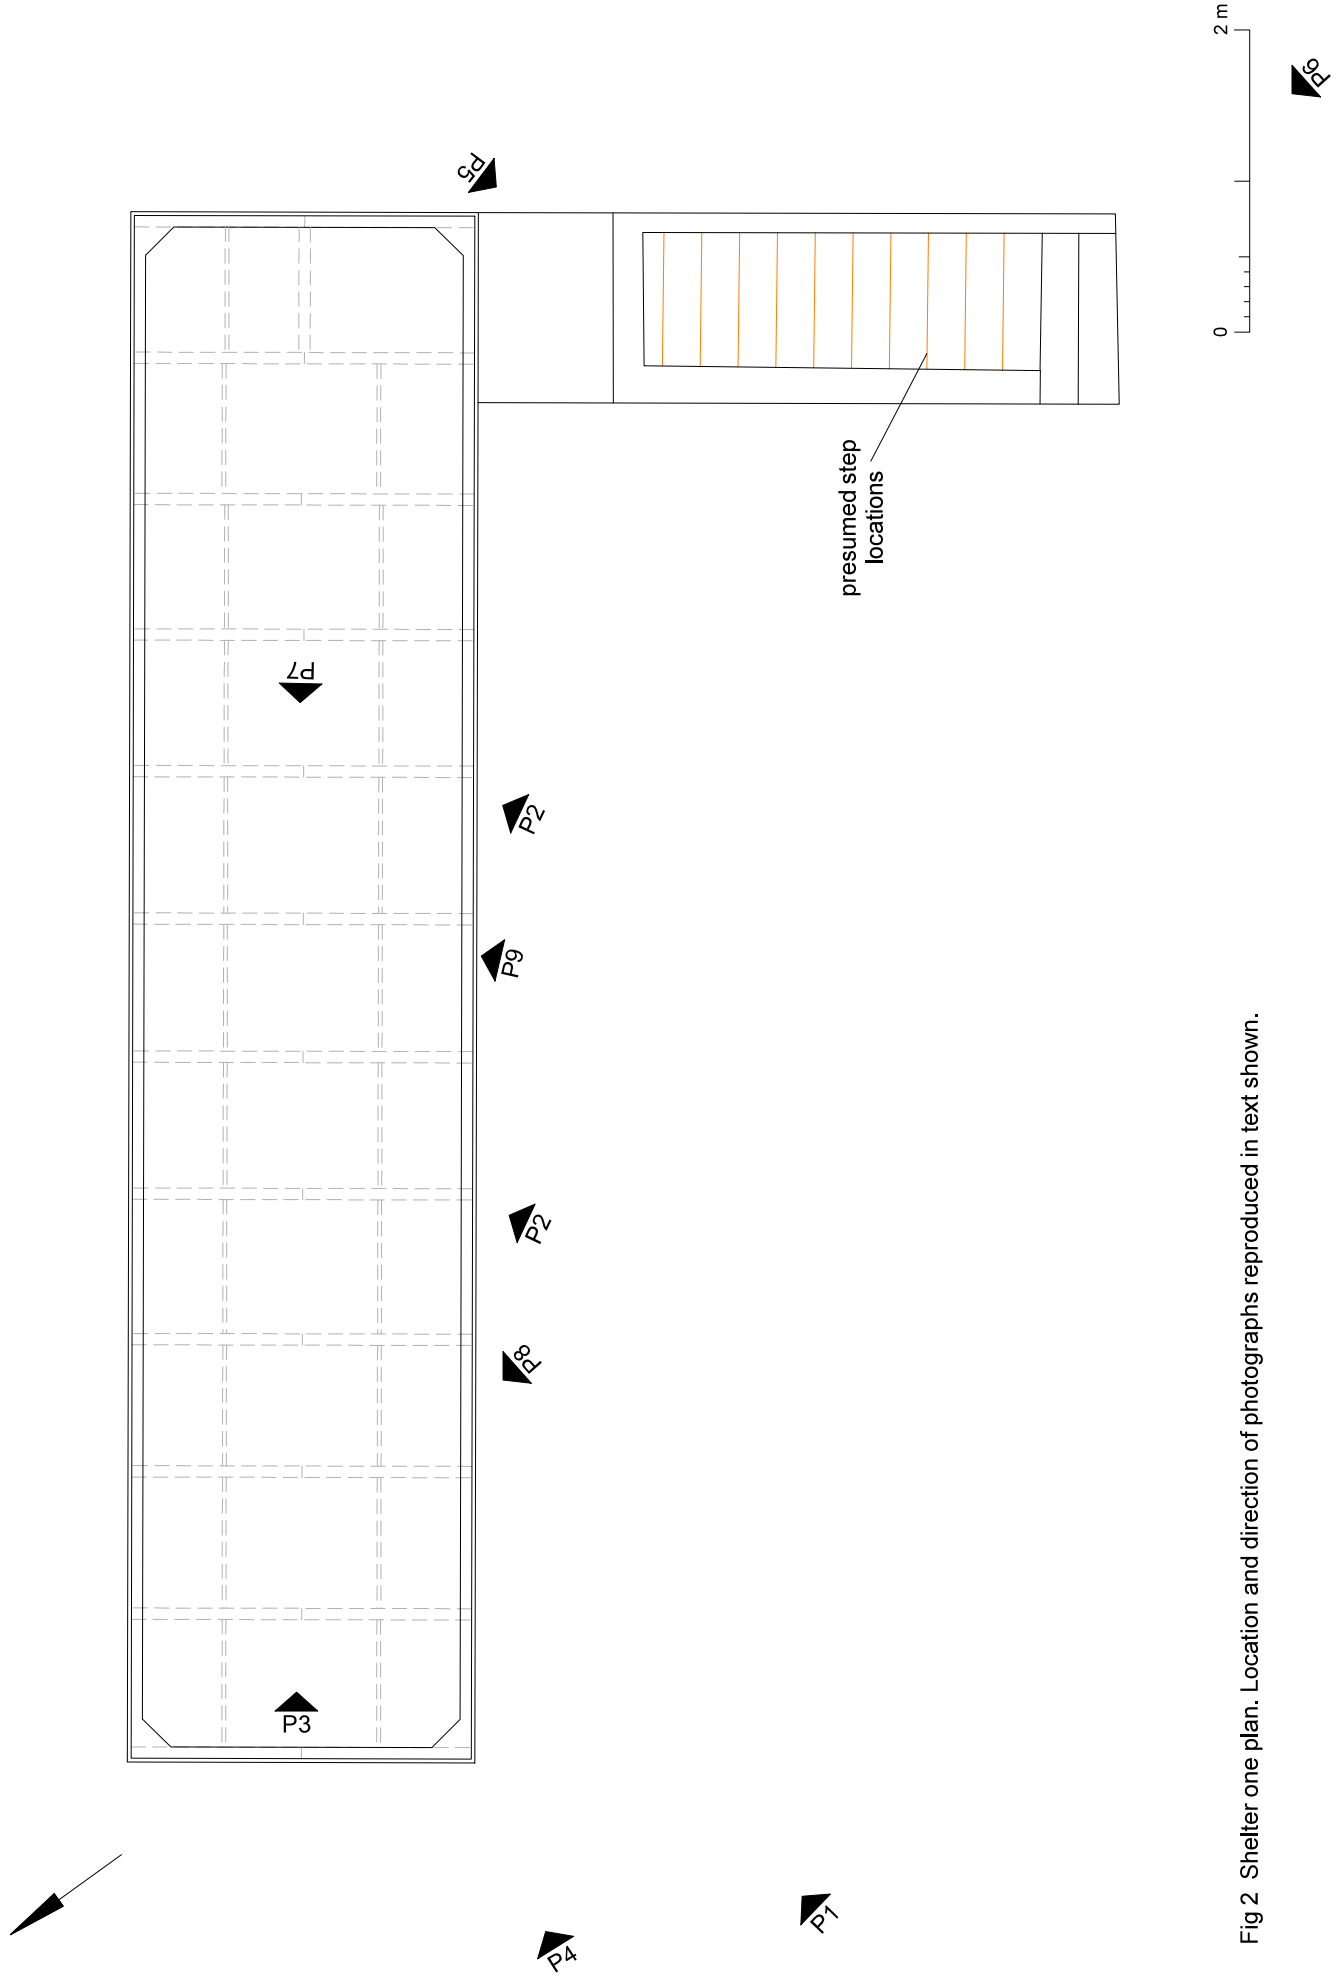 2 m
0
P6
P5
presumed step
locations
P7
P2
P9
P2
P8
P3
P1
P4
Fig 2 Shelter one plan. Location and direction of photographs reproduced in text shown.